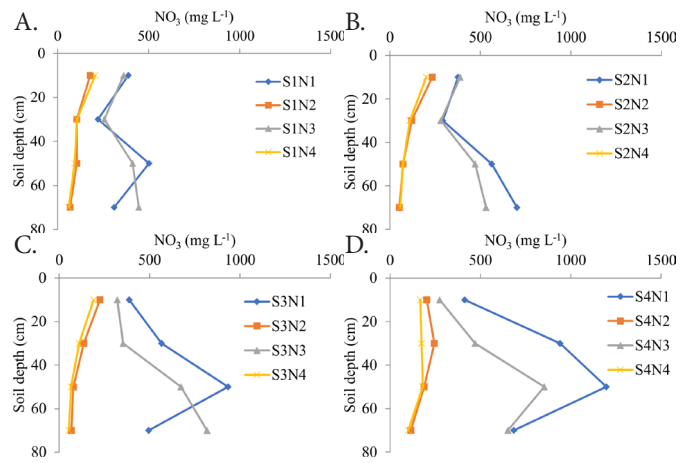 A.
NO3 (mg L-1)
0 500 1000 1500
0
20
40
60
80
Soil depth (cm)
S1N1
S1N2
S1N3
S1N4
B.
NO3 (mg L-1)
0 500 1000 1500
0
20
40
60
80
Soil depth (cm)
S2N1
S2N2
S2N3
S2N4
C.
NO3 (mg L-1)
0 500 1000 1500
0
20
40
60
80
Soil depth (cm)
S3N1
S3N2
S3N3
S3N4
D.
NO3 (mg L-1)
0 500 1000 1500
0
20
40
60
80
Soil depth (cm)
S4N1
S4N2
S4N3
S4N4